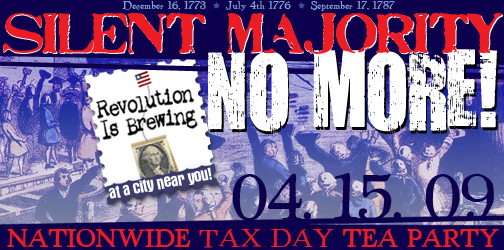 December 16, 1773 ★ July 4th 1776 ★ September 17, 1787
SILENT MAJORITY
NO MORE!
Revolution
Is Brewing
at a city near you!
04. 15. 09
NATIONWIDE TAX DAY TEA PARTY